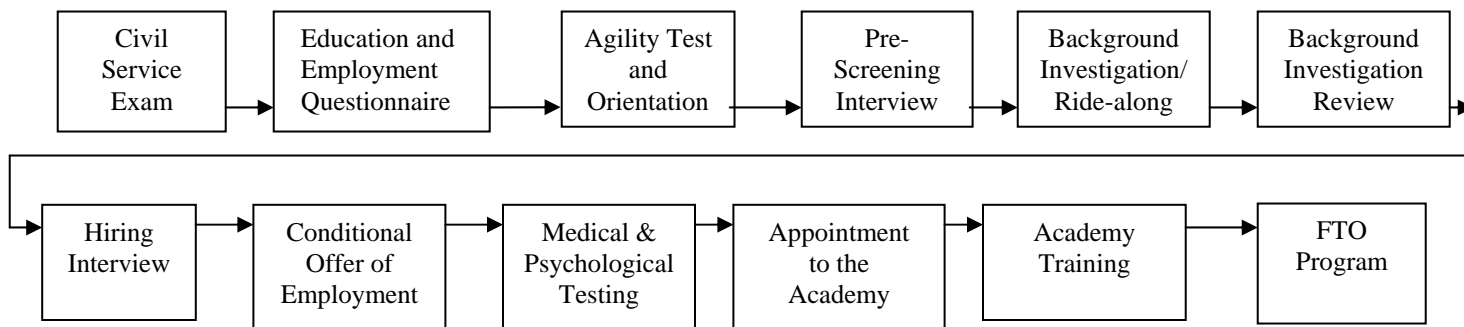 Civil
Service
Exam
Education and
Employment
Questionnaire
Agility Test
and
Orientation
Pre-
Screening
Interview
Background
Investigation/
Ride-along
Background
Investigation
Review
Hiring
Interview
Conditional
Offer of
Employment
Medical &
Psychological
Testing
Appointment
to the
Academy
Academy
Training
FTO
Program